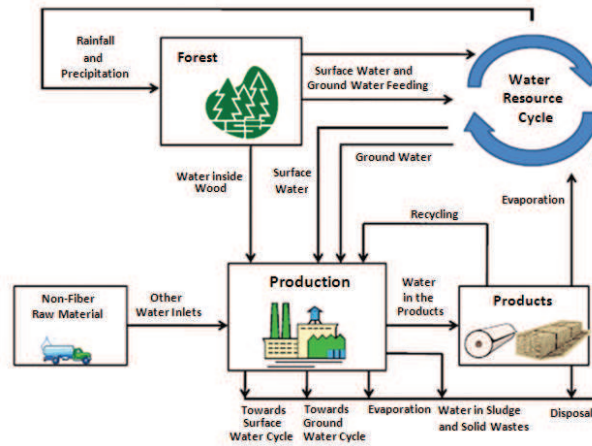 Rainfall
and
Precipitation
Forest
Surface Water and
Ground Water Feeding
Water
Resource
Cycle
Water inside
Wood
Surface
Water
Ground Water
Evaporation
Recycling
Non-Fiber
Raw Material
Other
Water Inlets
Production
Water
in the
Products
Products
Towards
Surface
Water Cycle
Towards
Ground
Water Cycle
Evaporation
Water in Sludge
and Solid Wastes
Disposal